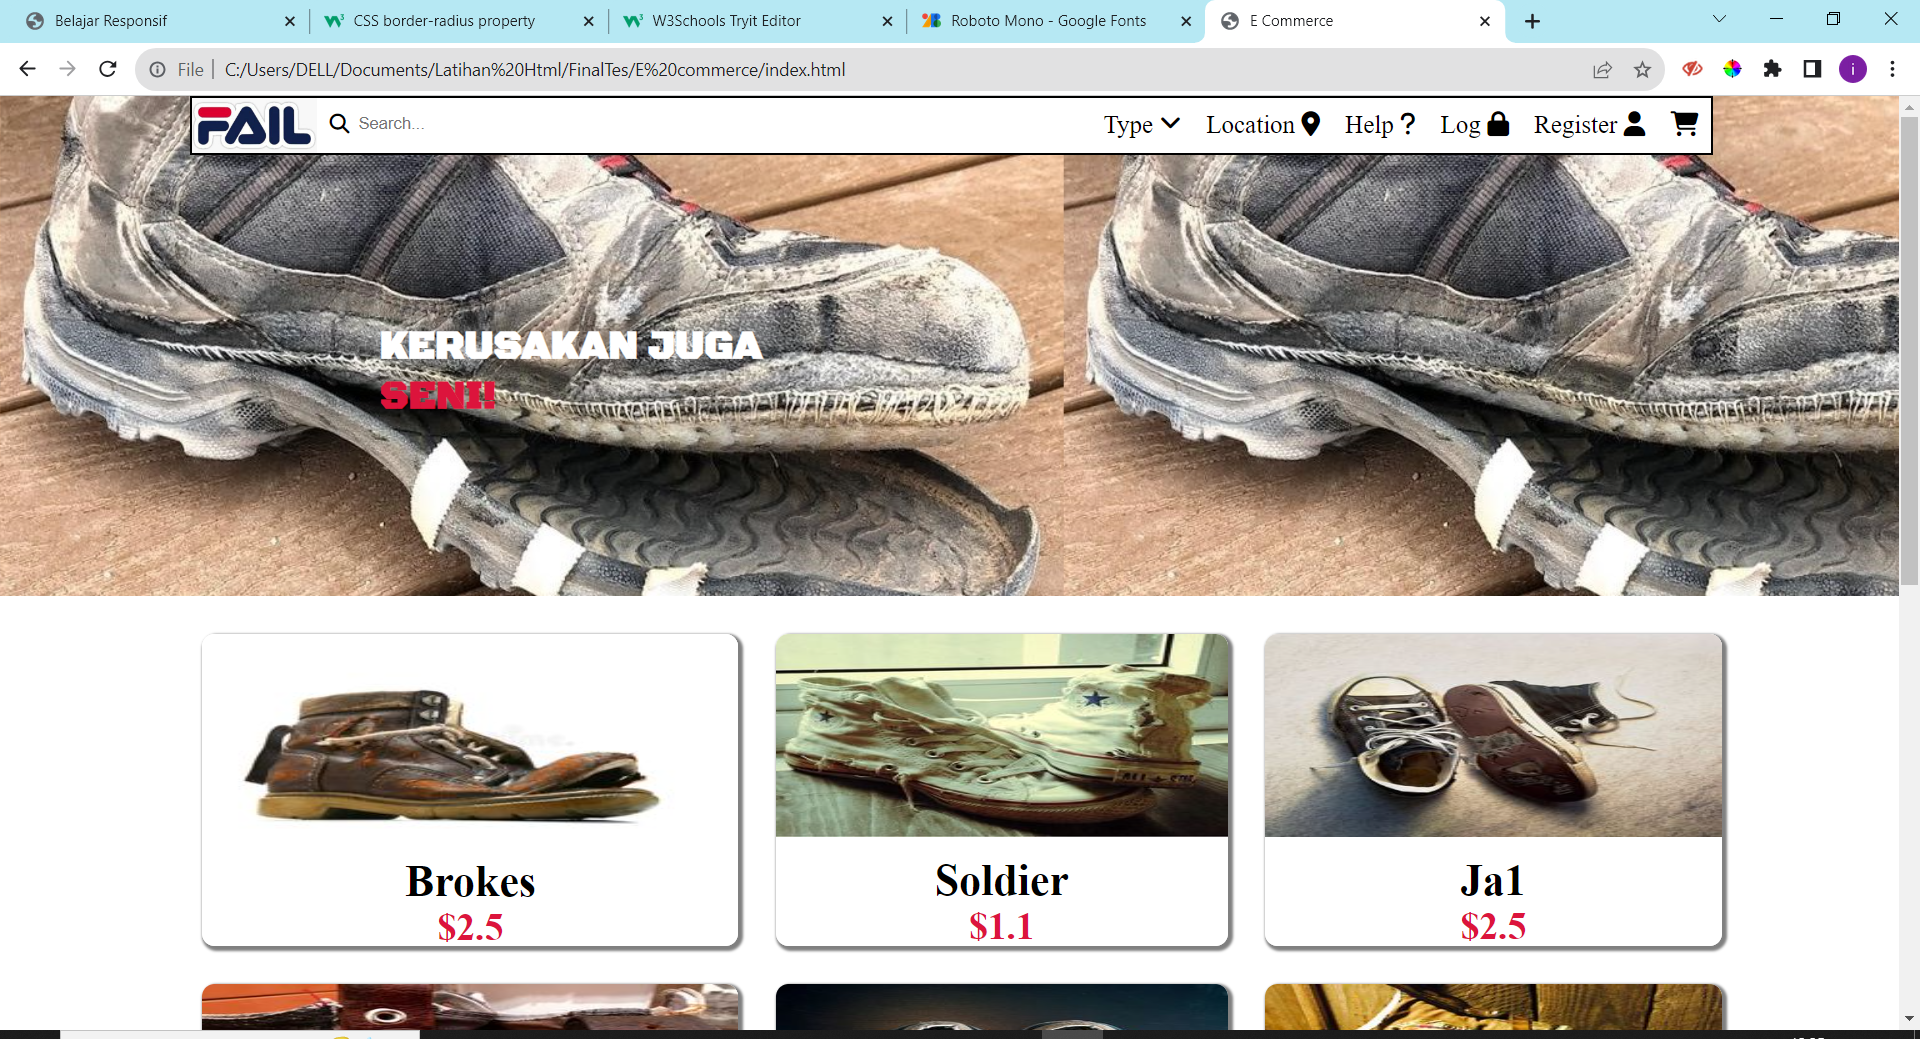 Belajar Responsif
CSS border-radius property
W3Schools Tryit Editor
Roboto Mono - Google Fonts
E Commerce
File | C:/Users/DELL/Documents/Latihan%20Html/FinalTes/E%20commerce/index.html
i
FAIL
Search...
Type
Location
Help ?
Log
Register
KERUSAKAN JUGA
SENI!
ALL STAR
Brokes
$2.5
Soldier
$1.1
Ja1
$2.5